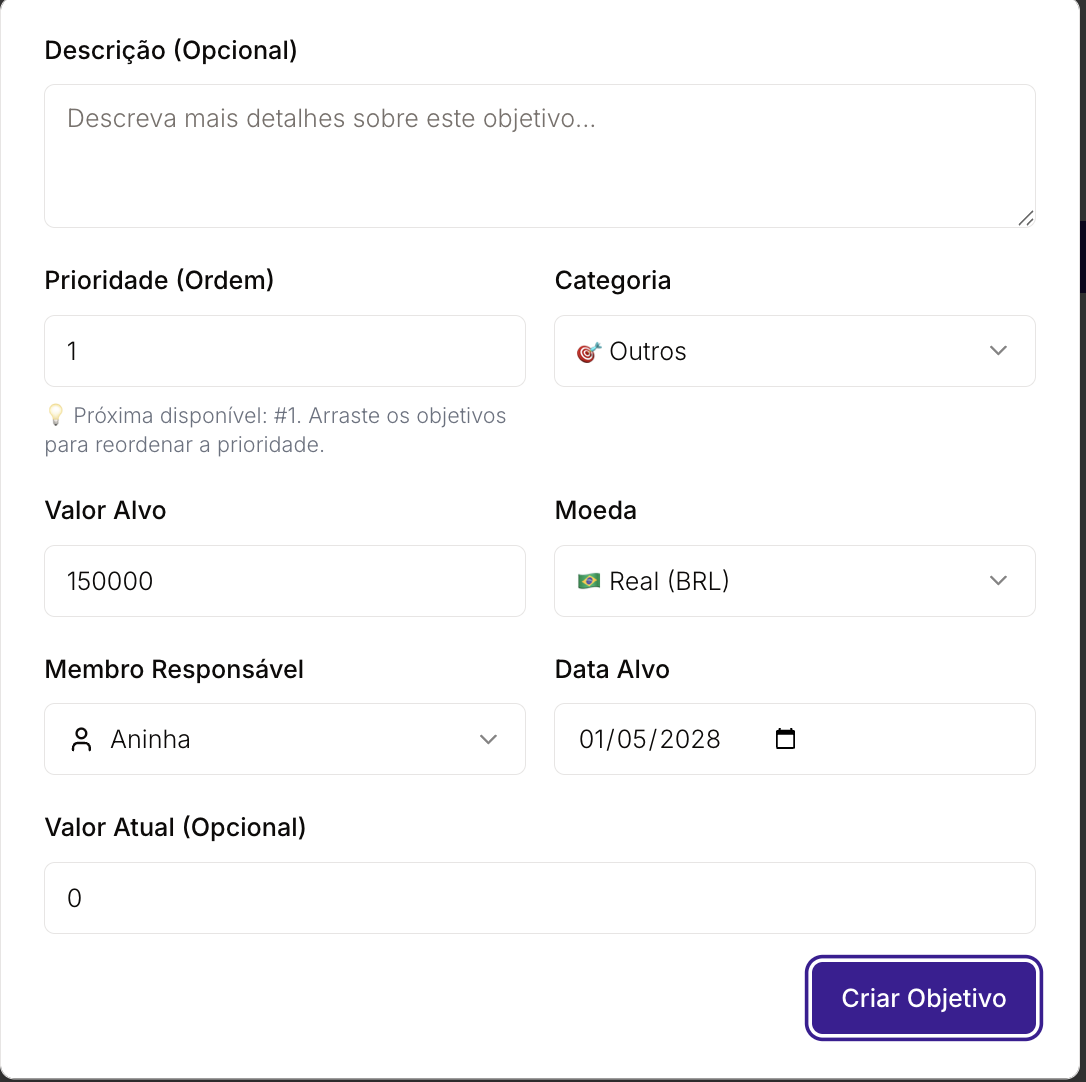 Descrição (Opcional)
Descreva mais detalhes sobre este objetivo...
Prioridade (Ordem)
Categoria
1
🎯 Outros
💡 Próxima disponível: #1. Arraste os objetivos
para reordenar a prioridade.
Valor Alvo
Moeda
150000
🇧🇷 Real (BRL)
Membro Responsável
Data Alvo
Aninha
01/05/2028
Valor Atual (Opcional)
0
Criar Objetivo